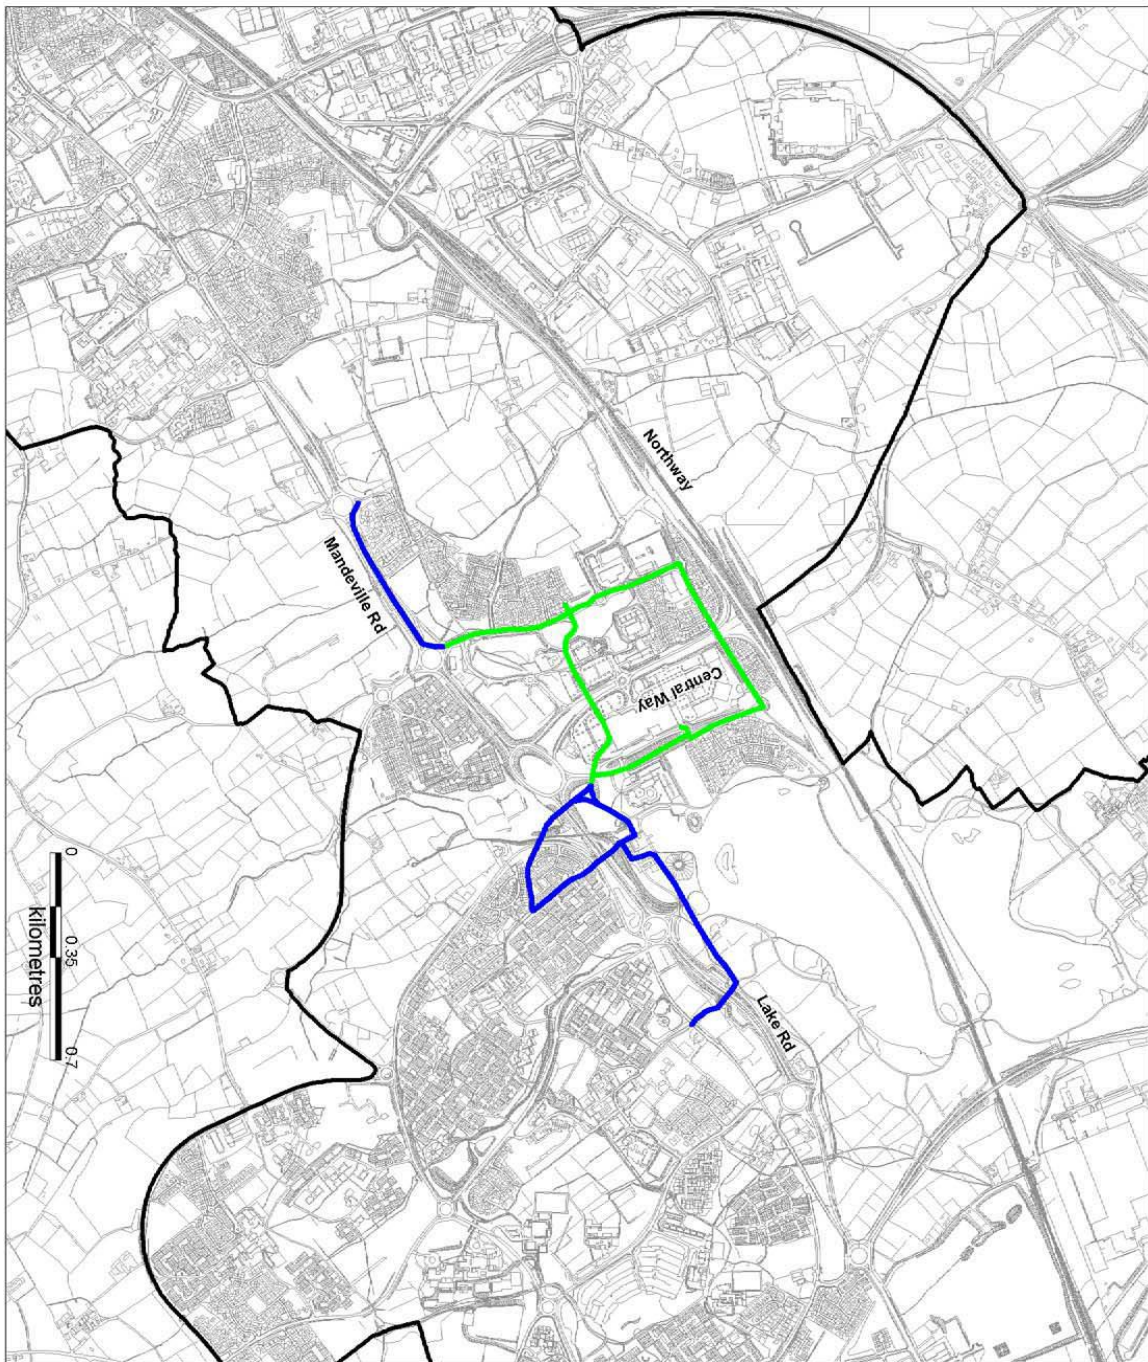 Northway
Central Way
Mandeville Rd
Lake Rd
0
0.35
0.7
kilometres